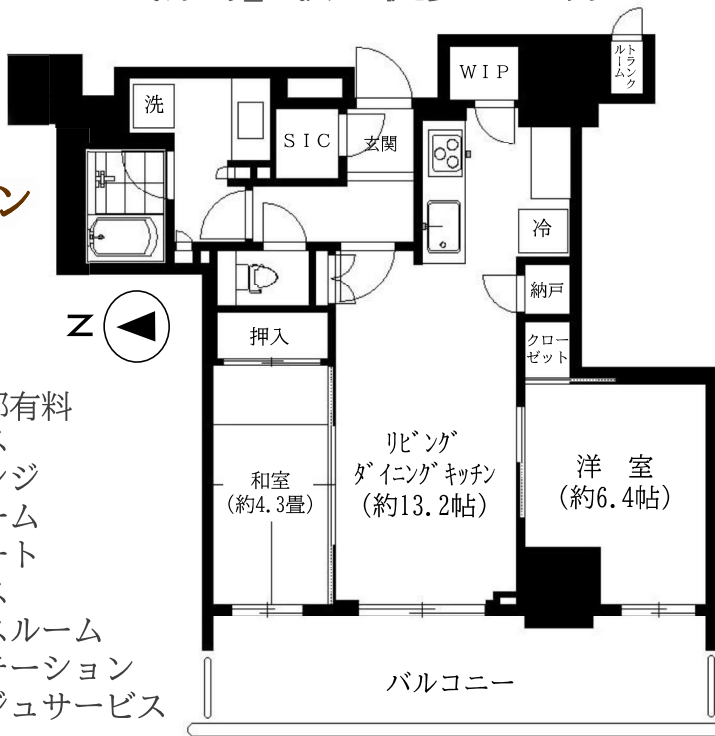 トランク
ルーム
WIP
洗
SIC
玄関
ン
冷
納戸
N
押入
クロー
ゼット
部有料
ス
リビング
ダイニングキッチン
(約13.2帖)
洋 室
(約6.4帖)
ンジ
和室
(約4.3畳)
ーム
ート
ス
スルーム
テーション
ジュサービス
バルコニー